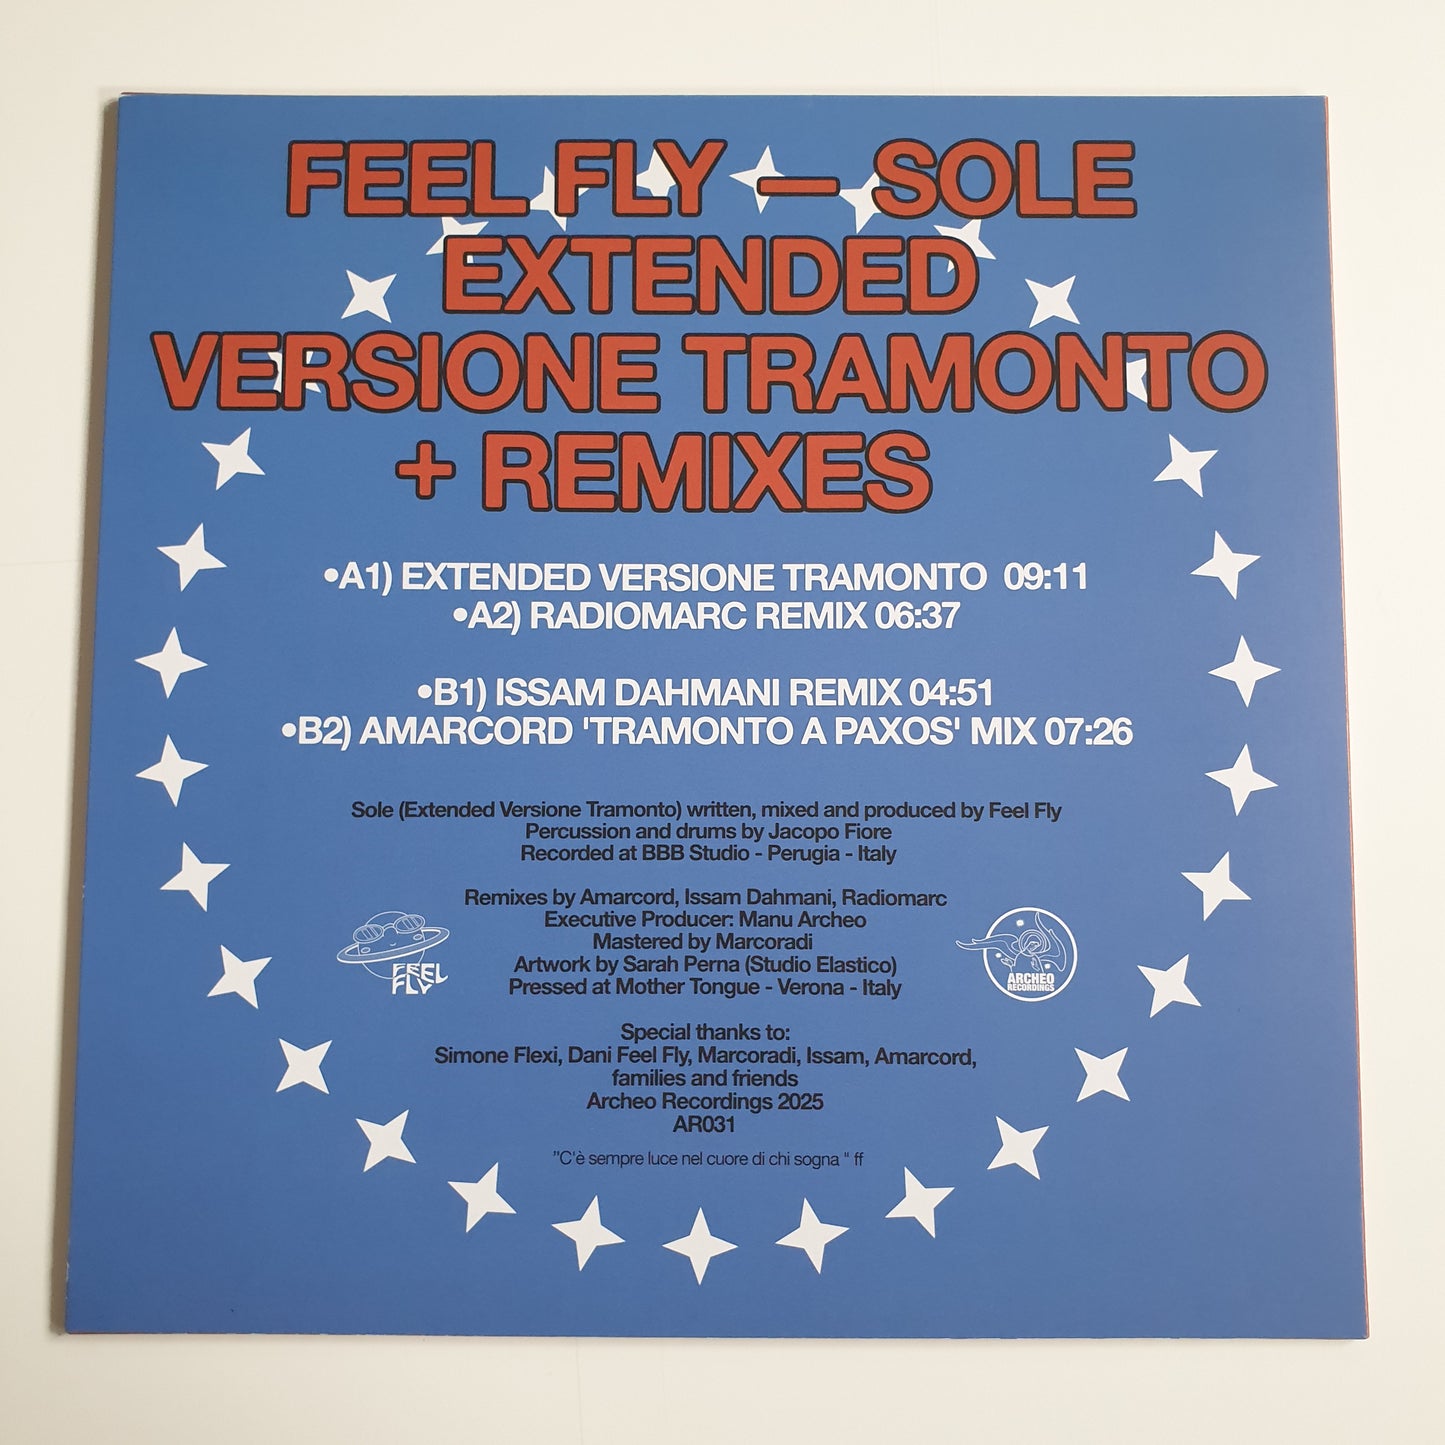 FEEL FLY — SOLE
EXTENDED
VERSIONE TRAMONTO
+ REMIXES
•A1) EXTENDED VERSIONE TRAMONTO 09:11
•A2) RADIOMARC REMIX 06:37
•B1) ISSAM DAHMANI REMIX 04:51
•B2) AMARCORD 'TRAMONTO A PAXOS' MIX 07:26
Sole (Extended Versione Tramonto) written, mixed and produced by Feel Fly
Percussion and drums by Jacopo Fiore
Recorded at BBB Studio - Perugia - Italy
Remixes by Amarcord, Issam Dahmani, Radiomarc
Executive Producer: Manu Archeo
Mastered by Marcoradi
Artwork by Sarah Perna (Studio Elastico)
Pressed at Mother Tongue - Verona - Italy
FEEL
FLY
ARCHEO
RECORDINGS
Special thanks to:
Simone Flexi, Dani Feel Fly, Marcoradi, Issam, Amarcord,
families and friends
Archeo Recordings 2025
AR031
"C'è sempre luce nel cuore di chi sogna " ff